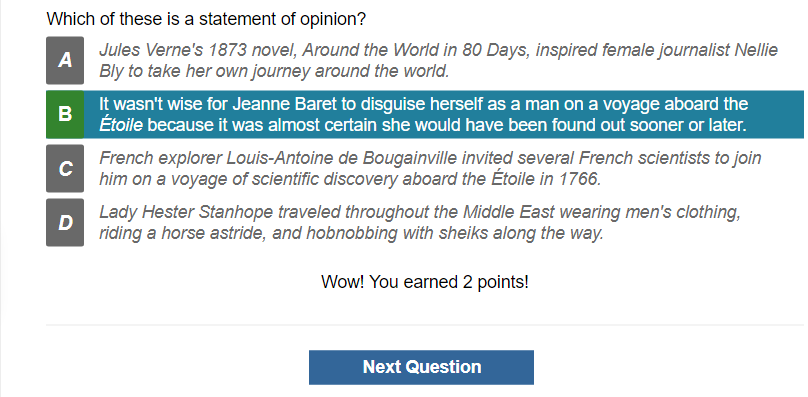 Which of these is a statement of opinion?
A
Jules Verne's 1873 novel, Around the World in 80 Days, inspired female journalist Nellie
Bly to take her own journey around the world.
B
It wasn't wise for Jeanne Baret to disguise herself as a man on a voyage aboard the
Étoile because it was almost certain she would have been found out sooner or later.
C
French explorer Louis-Antoine de Bougainville invited several French scientists to join
him on a voyage of scientific discovery aboard the Étoile in 1766.
D
Lady Hester Stanhope traveled throughout the Middle East wearing men's clothing,
riding a horse astride, and hobnobbing with sheiks along the way.
Wow! You earned 2 points!
Next Question